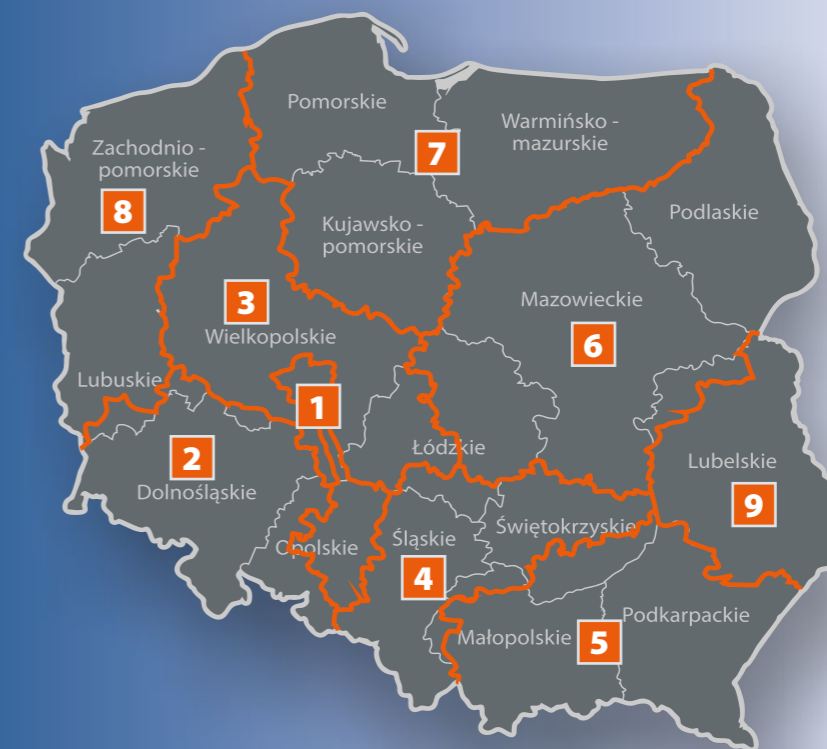 Pomorskie
Warmińsko -
mazurskie
7
Zachodnio -
pomorskie
8
Kujawsko -
pomorskie
Podlaskie
3
Wielkopolskie
Mazowieckie
6
Lubuskie
1
Łódzkie
2
Dolnośląskie
Lubelskie
9
Opolskie
Śląskie
4
Świętokrzyskie
Małopolskie
5
Podkarpackie